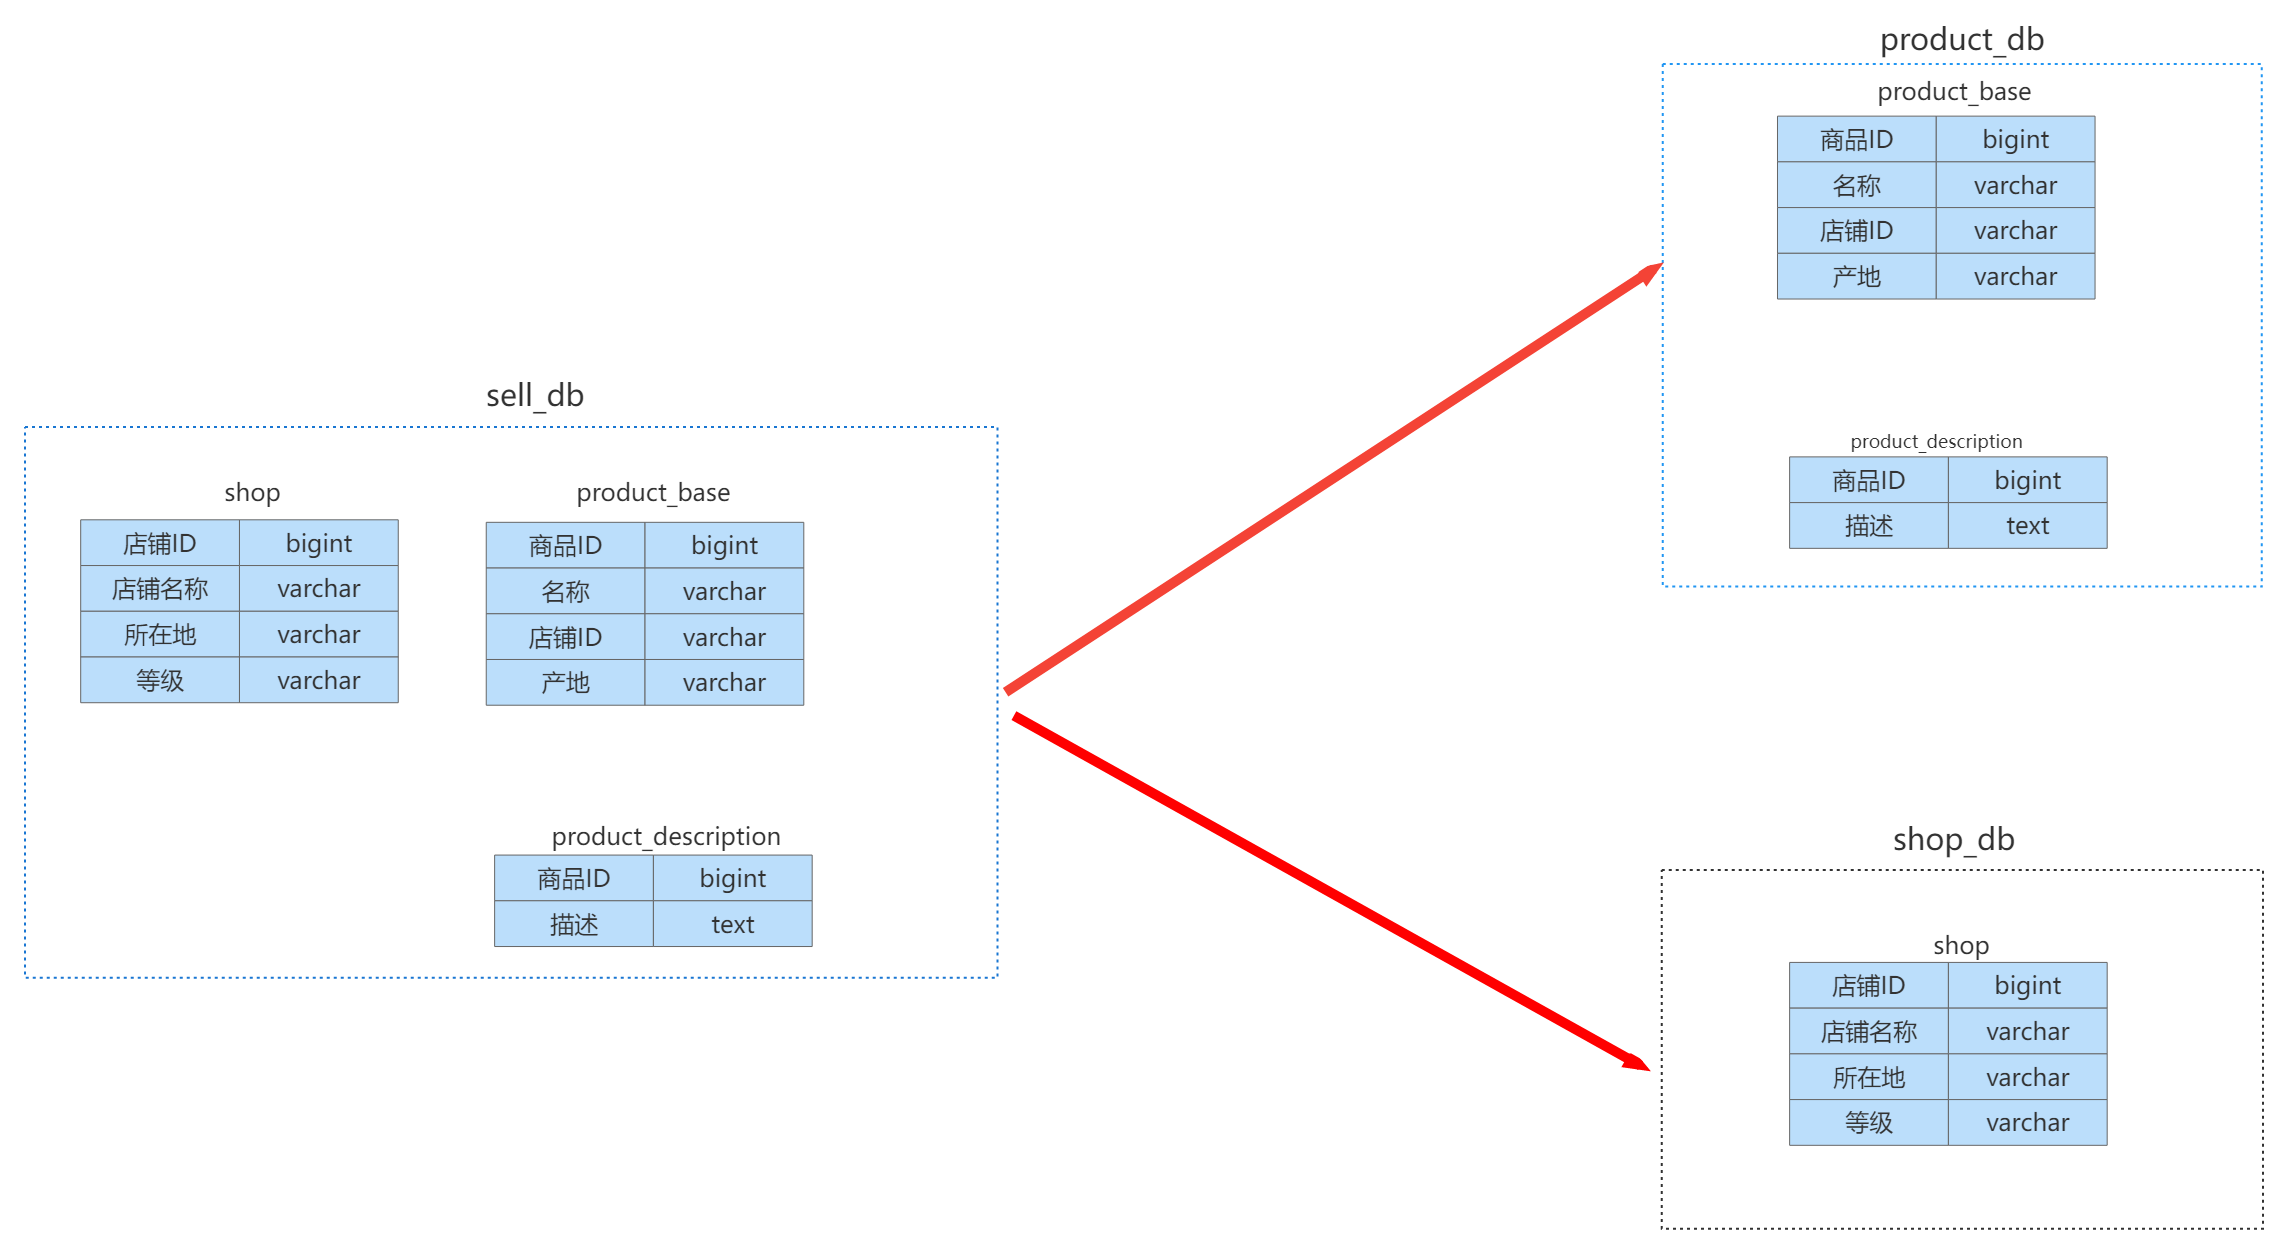 sell_db
shop
店铺ID bigint
店铺名称 varchar
所在地 varchar
等级 varchar
product_base
商品ID bigint
名称 varchar
店铺ID varchar
产地 varchar
product_description
商品ID bigint
描述 text
product_db
product_base
商品ID bigint
名称 varchar
店铺ID varchar
产地 varchar
product_description
商品ID bigint
描述 text
shop_db
shop
店铺ID bigint
店铺名称 varchar
所在地 varchar
等级 varchar